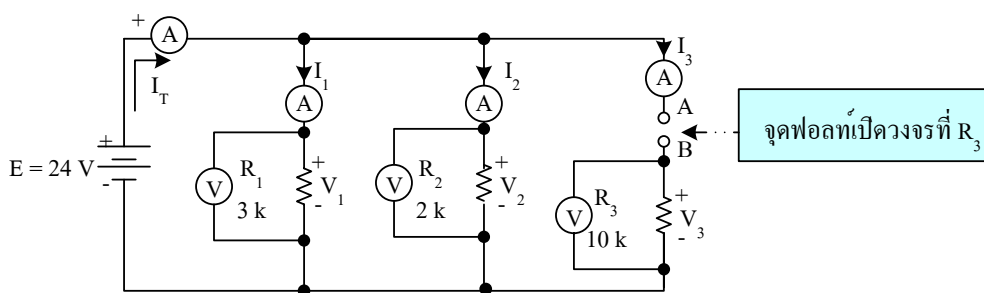 +
A
I_T
+
E = 24 V
-
I_1
A
V
R_1
3 k
+
V_1
-
I_2
A
V
R_2
2 k
+
V_2
-
I_3
A
A
B
V
R_3
10 k
+
V_3
-
จุดฟอลท์เปิดวงจรที่ R_3